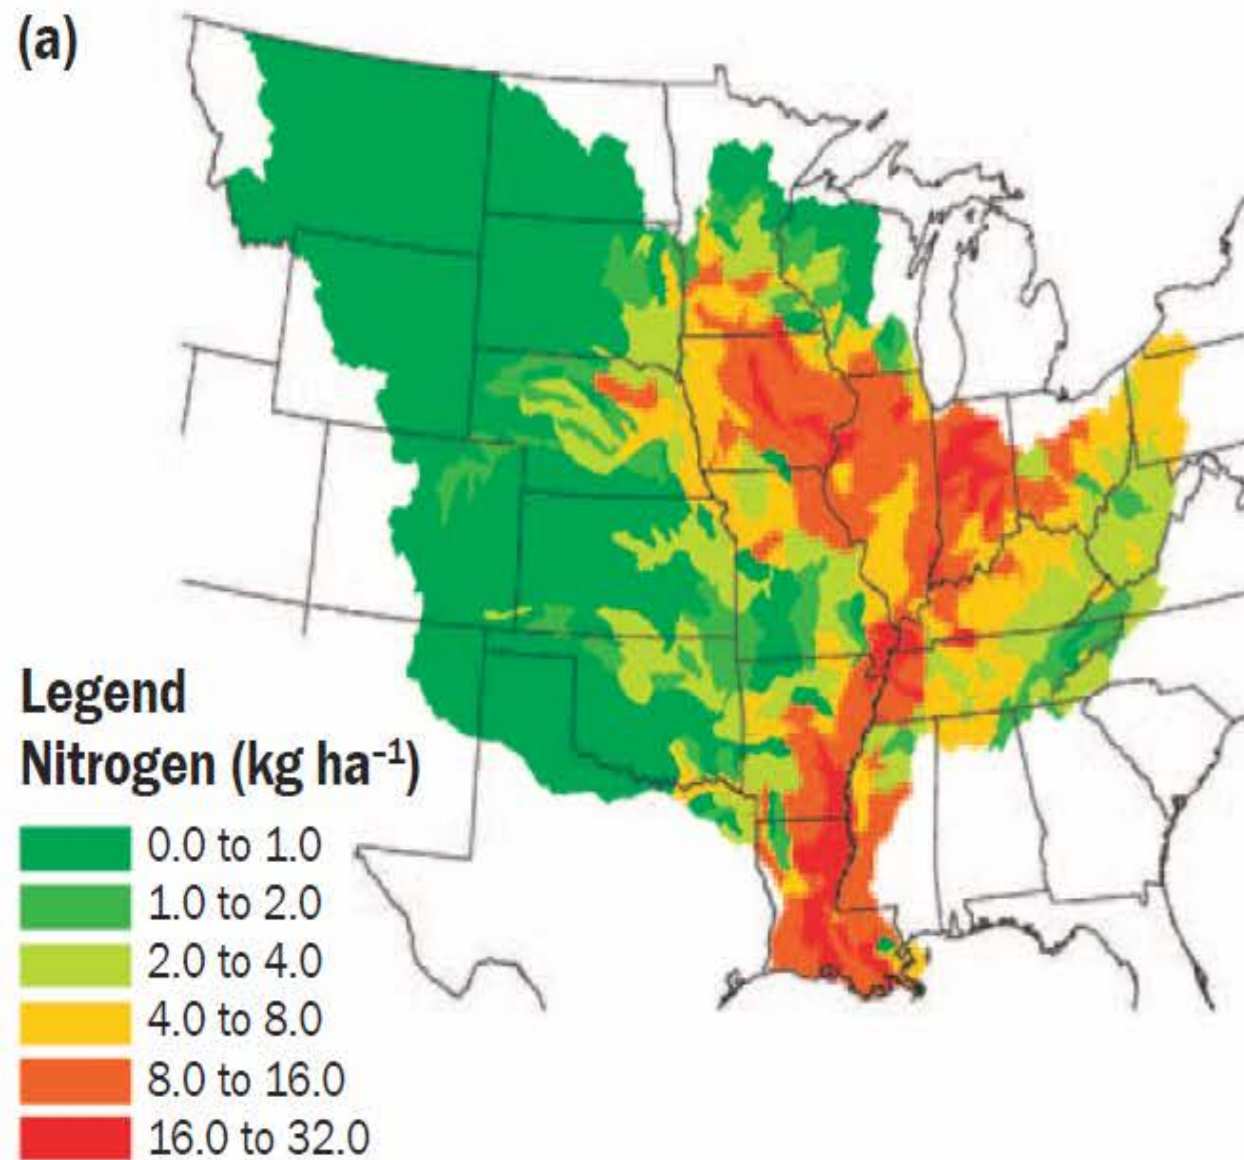 (a)
Legend
Nitrogen (kg ha⁻¹)
0.0 to 1.0
1.0 to 2.0
2.0 to 4.0
4.0 to 8.0
8.0 to 16.0
16.0 to 32.0